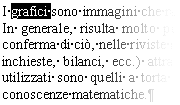 I grafici sono immagini che
In generale, risulta molto
conferma di ciò, nelle riviste
inchieste, bilanci, ecc.) attra
utilizzati sono quelli a torta
conoscenze matematiche.¶